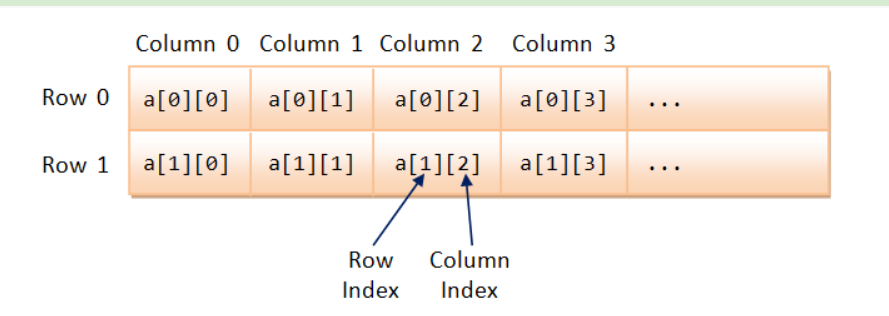 Column 0 Column 1 Column 2 Column 3
Row 0 a[0][0] a[0][1] a[0][2] a[0][3] ...
Row 1 a[1][0] a[1][1] a[1][2] a[1][3] ...
Row Column
Index Index